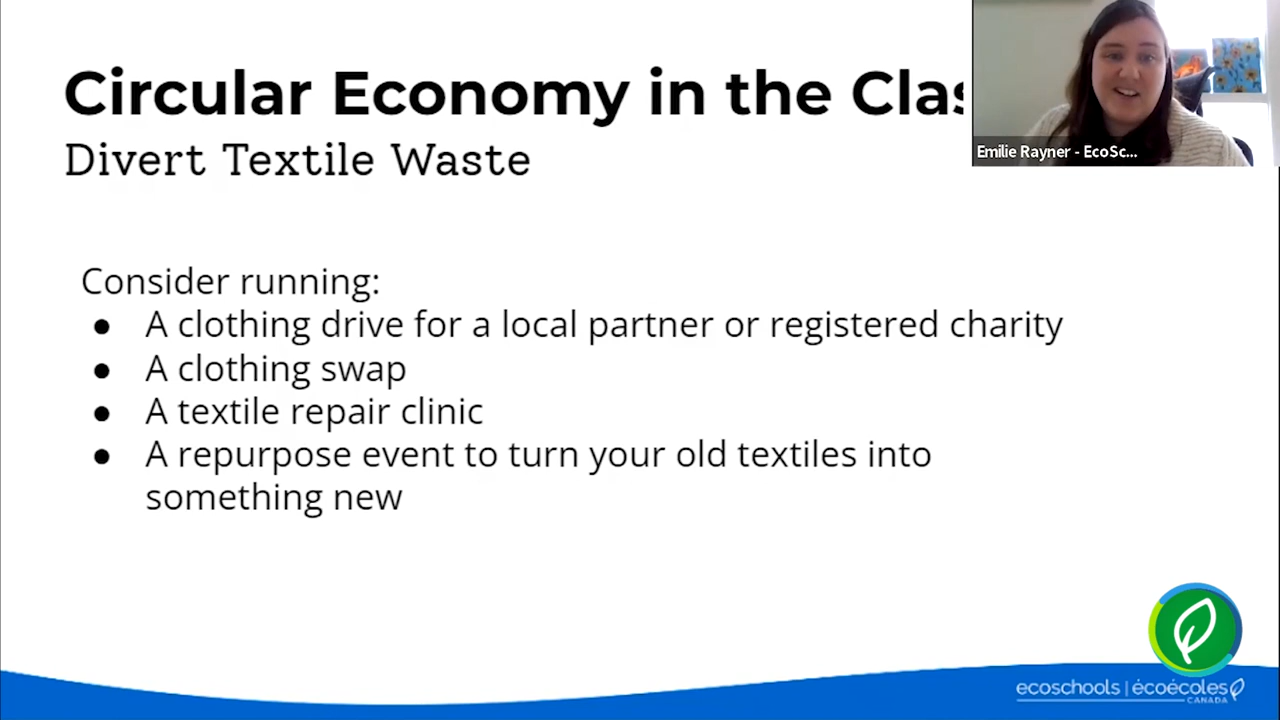 Circular Economy in the Clas
Divert Textile Waste
Emilie Rayner - EcoSc...
Consider running:
● A clothing drive for a local partner or registered charity
● A clothing swap
● A textile repair clinic
● A repurpose event to turn your old textiles into
something new
ecoschools | écoécoles
CANADA